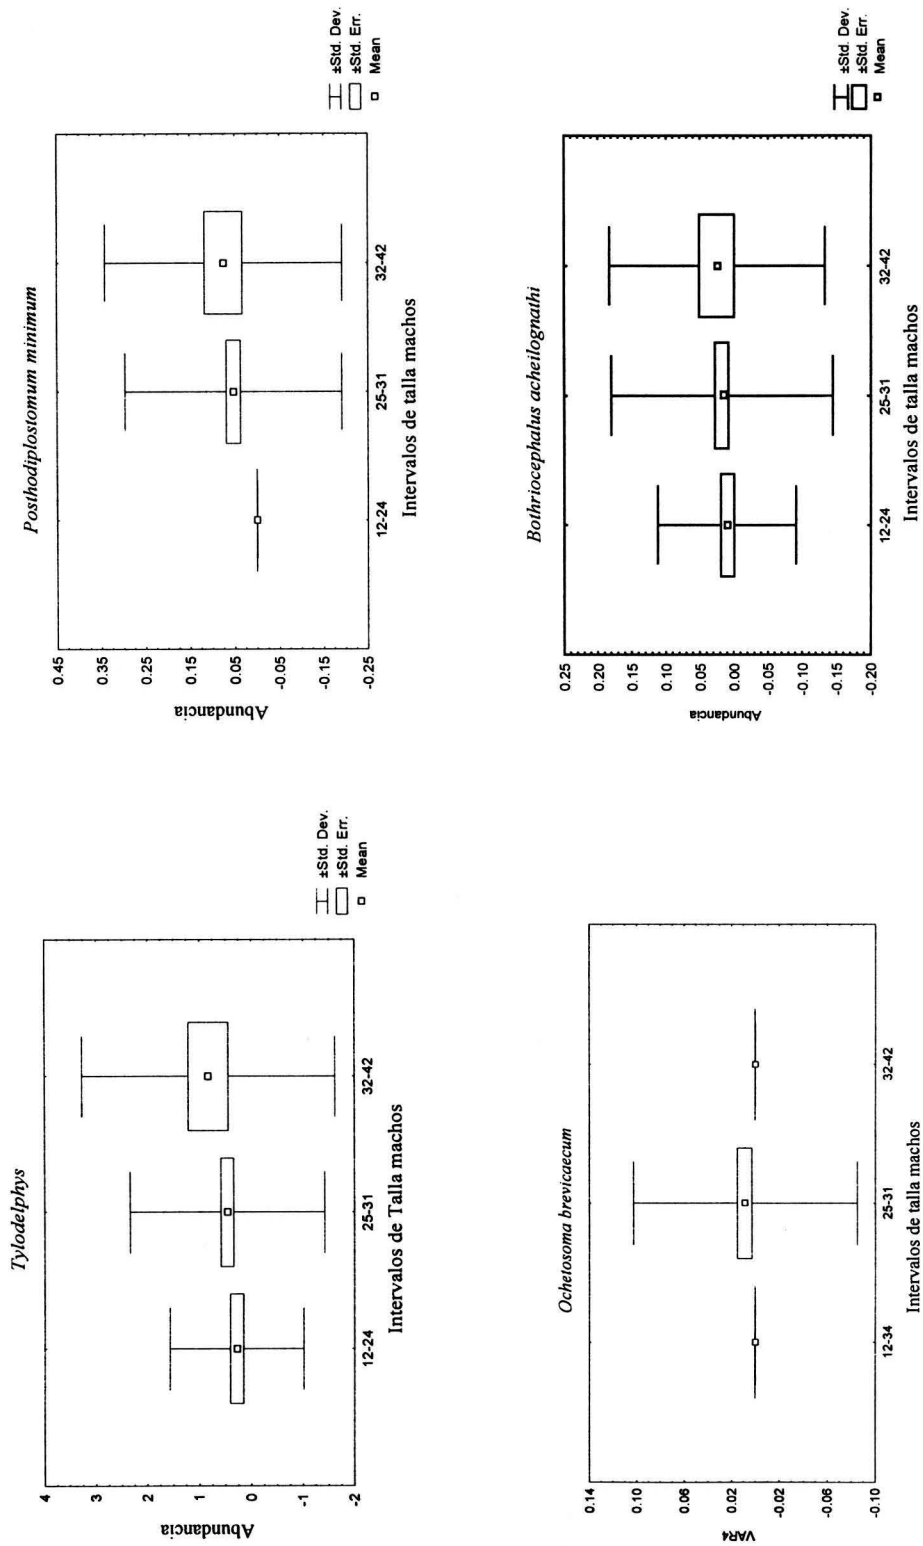 Tylodelphys
Abundancia
4
3
2
1
0
-1
-2
12-24
25-31
32-42
Intervalos de Talla machos
±Std. Dev.
±Std. Err.
Mean
Posthodiplostomum minimum
Abundancia
0.45
0.35
0.25
0.15
0.05
-0.05
-0.15
-0.25
12-24
25-31
32-42
Intervalos de talla machos
±Std. Dev.
±Std. Err.
Mean
Ochetosoma brevicaecum
VAR4
0.14
0.10
0.06
0.02
-0.02
-0.06
-0.10
12-34
25-31
32-42
Intervalos de talla machos
Bothriocephalus acheilognathi
Abundancia
0.25
0.20
0.15
0.10
0.05
0.00
-0.05
-0.10
-0.15
-0.20
12-24
25-31
32-42
Intervalos de talla machos
±Std. Dev.
±Std. Err.
Mean